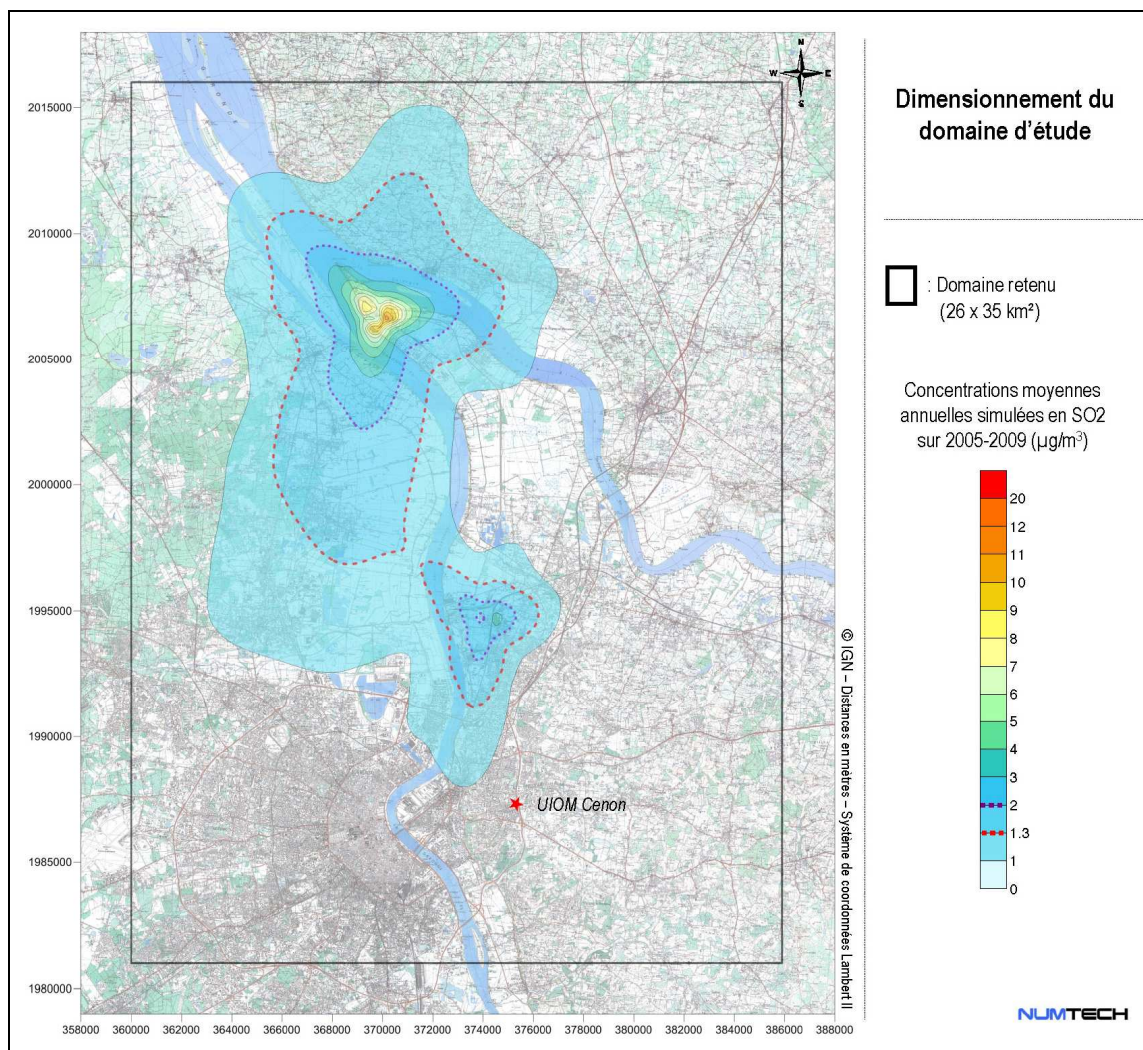 N
W E
S
2015000
2010000
2005000
2000000
1995000
1990000
1985000
1980000
358000 360000 362000 364000 366000 368000 370000 372000 374000 376000 378000 380000 382000 384000 386000 388000
UIOM Cenon
© IGN – Distances en mètres – Système de coordonnées Lambert II
Dimensionnement du
domaine d'étude
: Domaine retenu
(26 x 35 km²)
Concentrations moyennes
annuelles simulées en SO2
sur 2005-2009 (µg/m³)
20
12
11
10
9
8
7
6
5
4
3
2
1.3
1
0
NUMTECH